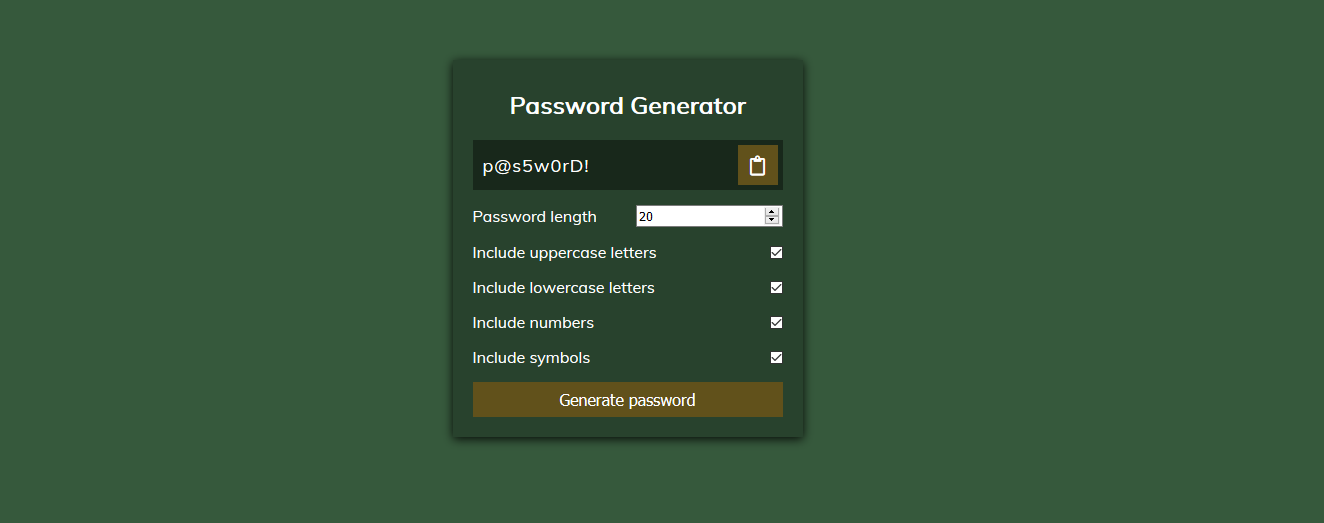 Password Generator
p@s5w0rD!
Password length 20
Include uppercase letters
Include lowercase letters
Include numbers
Include symbols
Generate password